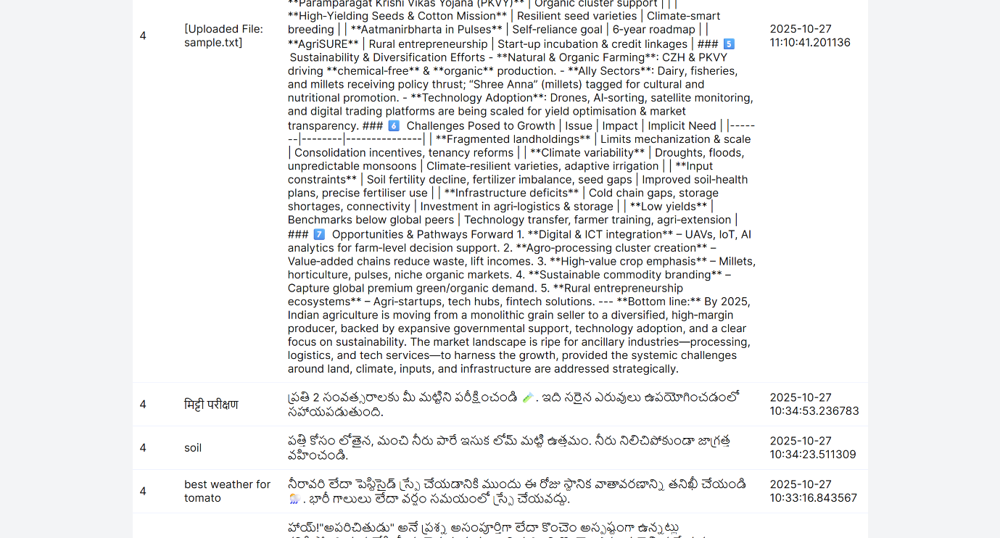 **Paramparagat Krishi Vikas Yojana (PKVY)** | Organic cluster support | | |
**High-Yielding Seeds & Cotton Mission** | Resilient seed varieties | Climate-smart
breeding | | **Aatmanirbharta in Pulses** | Self-reliance goal | 6-year roadmap | |
**AgriSURE** | Rural entrepreneurship | Start-up incubation & credit linkages | ### 5️⃣
Sustainability & Diversification Efforts - **Natural & Organic Farming**: CZH & PKVY
driving **chemical-free** & **organic** production. - **Ally Sectors**: Dairy, fisheries,
and millets receiving policy thrust; “Shree Anna” (millets) tagged for cultural and
nutritional promotion. - **Technology Adoption**: Drones, AI-sorting, satellite monitoring,
and digital trading platforms are being scaled for yield optimisation & market
transparency. ### 6️⃣ Challenges Posed to Growth | Issue | Impact | Implicit Need | |-----
--|--------|---------------| | **Fragmented landholdings** | Limits mechanization & scale
| Consolidation incentives, tenancy reforms | | **Climate variability** | Droughts, floods,
unpredictable monsoons | Climate-resilient varieties, adaptive irrigation | | **Input
constraints** | Soil fertility decline, fertilizer imbalance, seed gaps | Improved soil-health
plans, precise fertiliser use | | **Infrastructure deficits** | Cold chain gaps, storage
shortages, connectivity | Investment in agri-logistics & storage | | **Low yields** |
Benchmarks below global peers | Technology transfer, farmer training, agri-extension |
### 7️⃣ Opportunities & Pathways Forward 1. **Digital & ICT integration** – UAVs, IoT, AI
analytics for farm-level decision support. 2. **Agro-processing cluster creation** –
Value-added chains reduce waste, lift incomes. 3. **High-value crop emphasis** – Millets,
horticulture, pulses, niche organic markets. 4. **Sustainable commodity branding** –
Capture global premium green/organic demand. 5. **Rural entrepreneurship
ecosystems** – Agri-startups, tech hubs, fintech solutions. --- **Bottom line:** By 2025,
Indian agriculture is moving from a monolithic grain seller to a diversified, high-margin
producer, backed by expansive governmental support, technology adoption, and a clear
focus on sustainability. The market landscape is ripe for ancillary industries—processing,
logistics, and tech services—to harness the growth, provided the systemic challenges
around land, climate, inputs, and infrastructure are addressed strategically.
4
[Uploaded File:
sample.txt]
2025-10-27
11:10:41.201136
4
मिट्टी परीक्षण
ప్రతి 2 సంవత్సరాలకు మీ మట్టిని పరీక్షించండి 🧪. ఇది సరైన ఎరువులు ఉపయోగించడంలో
సహాయపడుతుంది.
2025-10-27
10:34:53.236783
4
soil
పత్తి కోసం లోతైన, మంచి నీరు పారే ఇసుక లోమ్ మట్టి ఉత్తమం. నీరు నిలిచిపోకుండా జాగ్రత్త
వహించండి.
2025-10-27
10:34:23.511309
4
best weather for
tomato
నీరావరి లేదా పెస్టిసైడ్ స్ప్రే చేయడానికి ముందు ఈ రోజు స్థానిక వాతావరణాన్ని తనిఖీ చేయండి
🌦️. భారీ గాలులు లేదా వర్షం సమయంలో స్ప్రే చేయవద్దు.
2025-10-27
10:33:16.843567
హాయ్!"అపరిచితుడు" అనే ప్రశ్న అసంపూర్తిగా లేదా కొంచెం అస్పష్టంగా ఉన్నట్లు